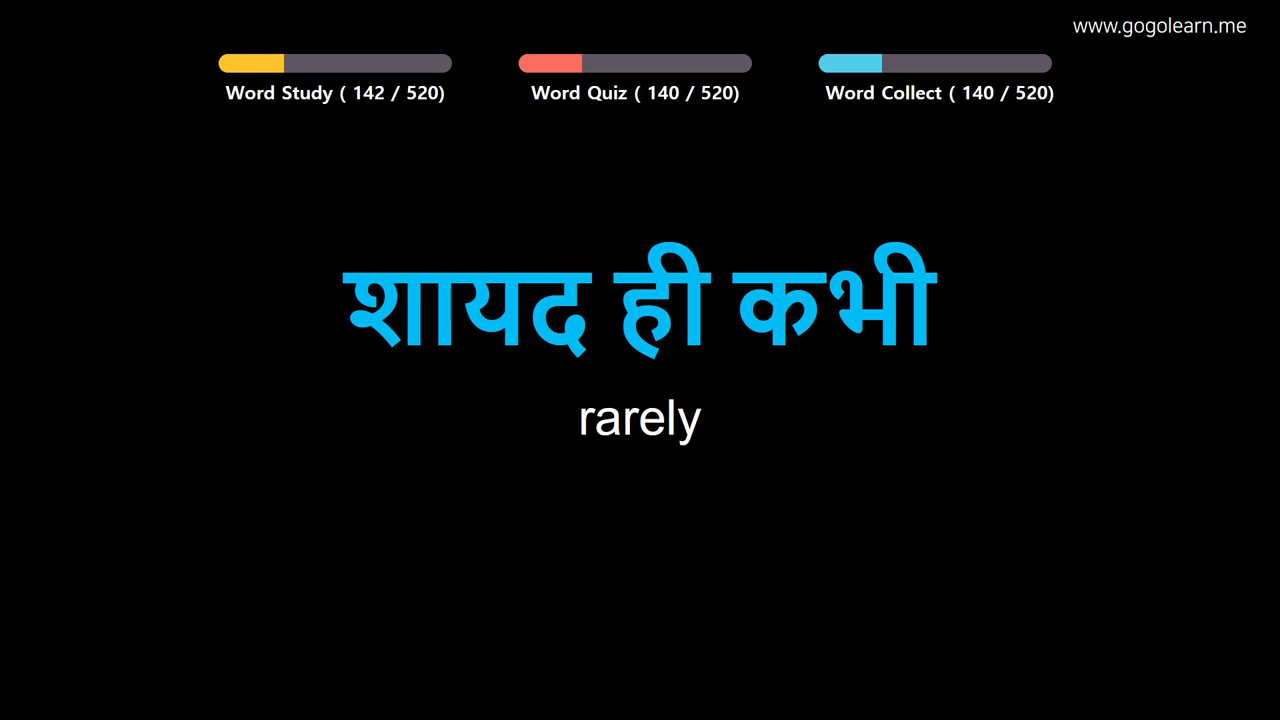 www.gogolearn.me
Word Study ( 142 / 520)
Word Quiz ( 140 / 520)
Word Collect ( 140 / 520)
शायद ही कभी
rarely